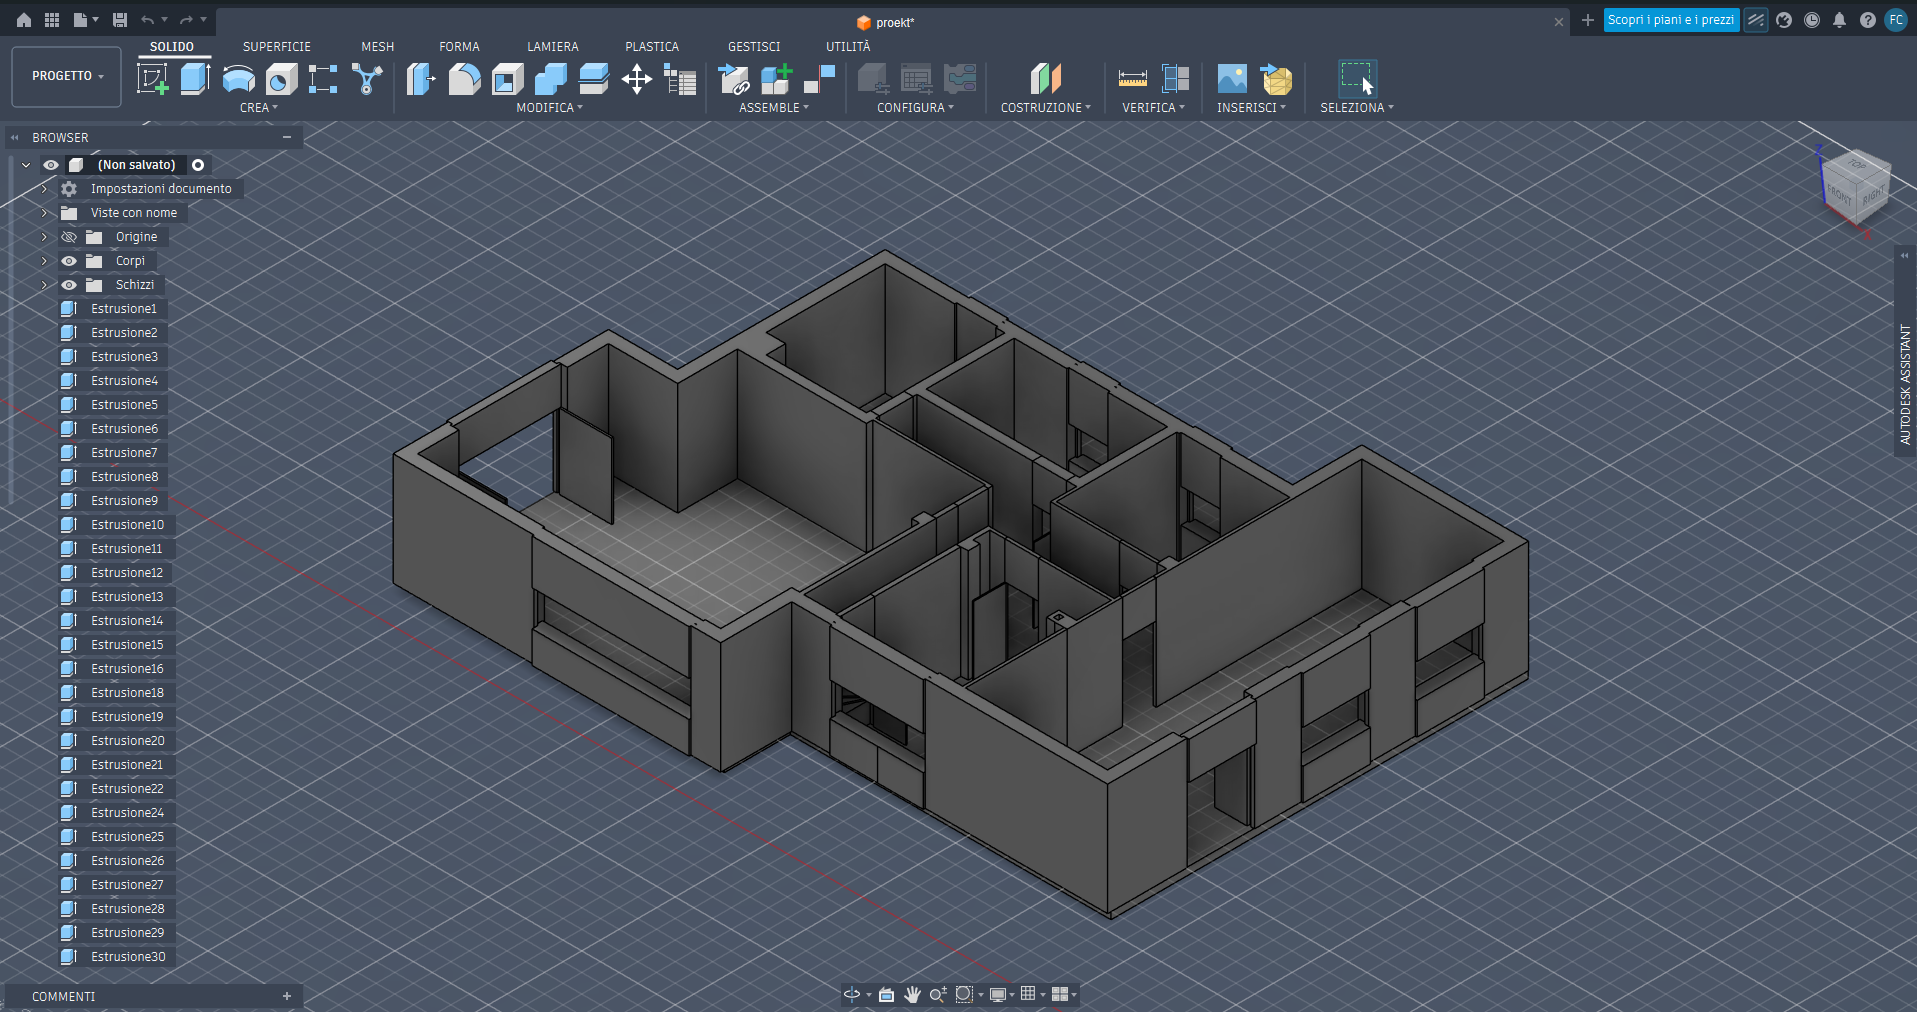 proekt*
Scopri i piani e i prezzi
FC
PROGETTO
SOLIDO
SUPERFICIE
MESH
FORMA
LAMIERA
PLASTICA
GESTISCI
UTILITÀ
CREA
MODIFICA
ASSEMBLE
CONFIGURA
COSTRUZIONE
VERIFICA
INSERISCI
SELEZIONA
BROWSER
(Non salvato)
Impostazioni documento
Viste con nome
Origine
Corpi
Schizzi
Estrusione1
Estrusione2
Estrusione3
Estrusione4
Estrusione5
Estrusione6
Estrusione7
Estrusione8
Estrusione9
Estrusione10
Estrusione11
Estrusione12
Estrusione13
Estrusione14
Estrusione15
Estrusione16
Estrusione18
Estrusione19
Estrusione20
Estrusione21
Estrusione22
Estrusione24
Estrusione25
Estrusione26
Estrusione27
Estrusione28
Estrusione29
Estrusione30
COMMENTI
Z
TOP
FRONT
RIGHT
X
AUTODESK ASSISTANT